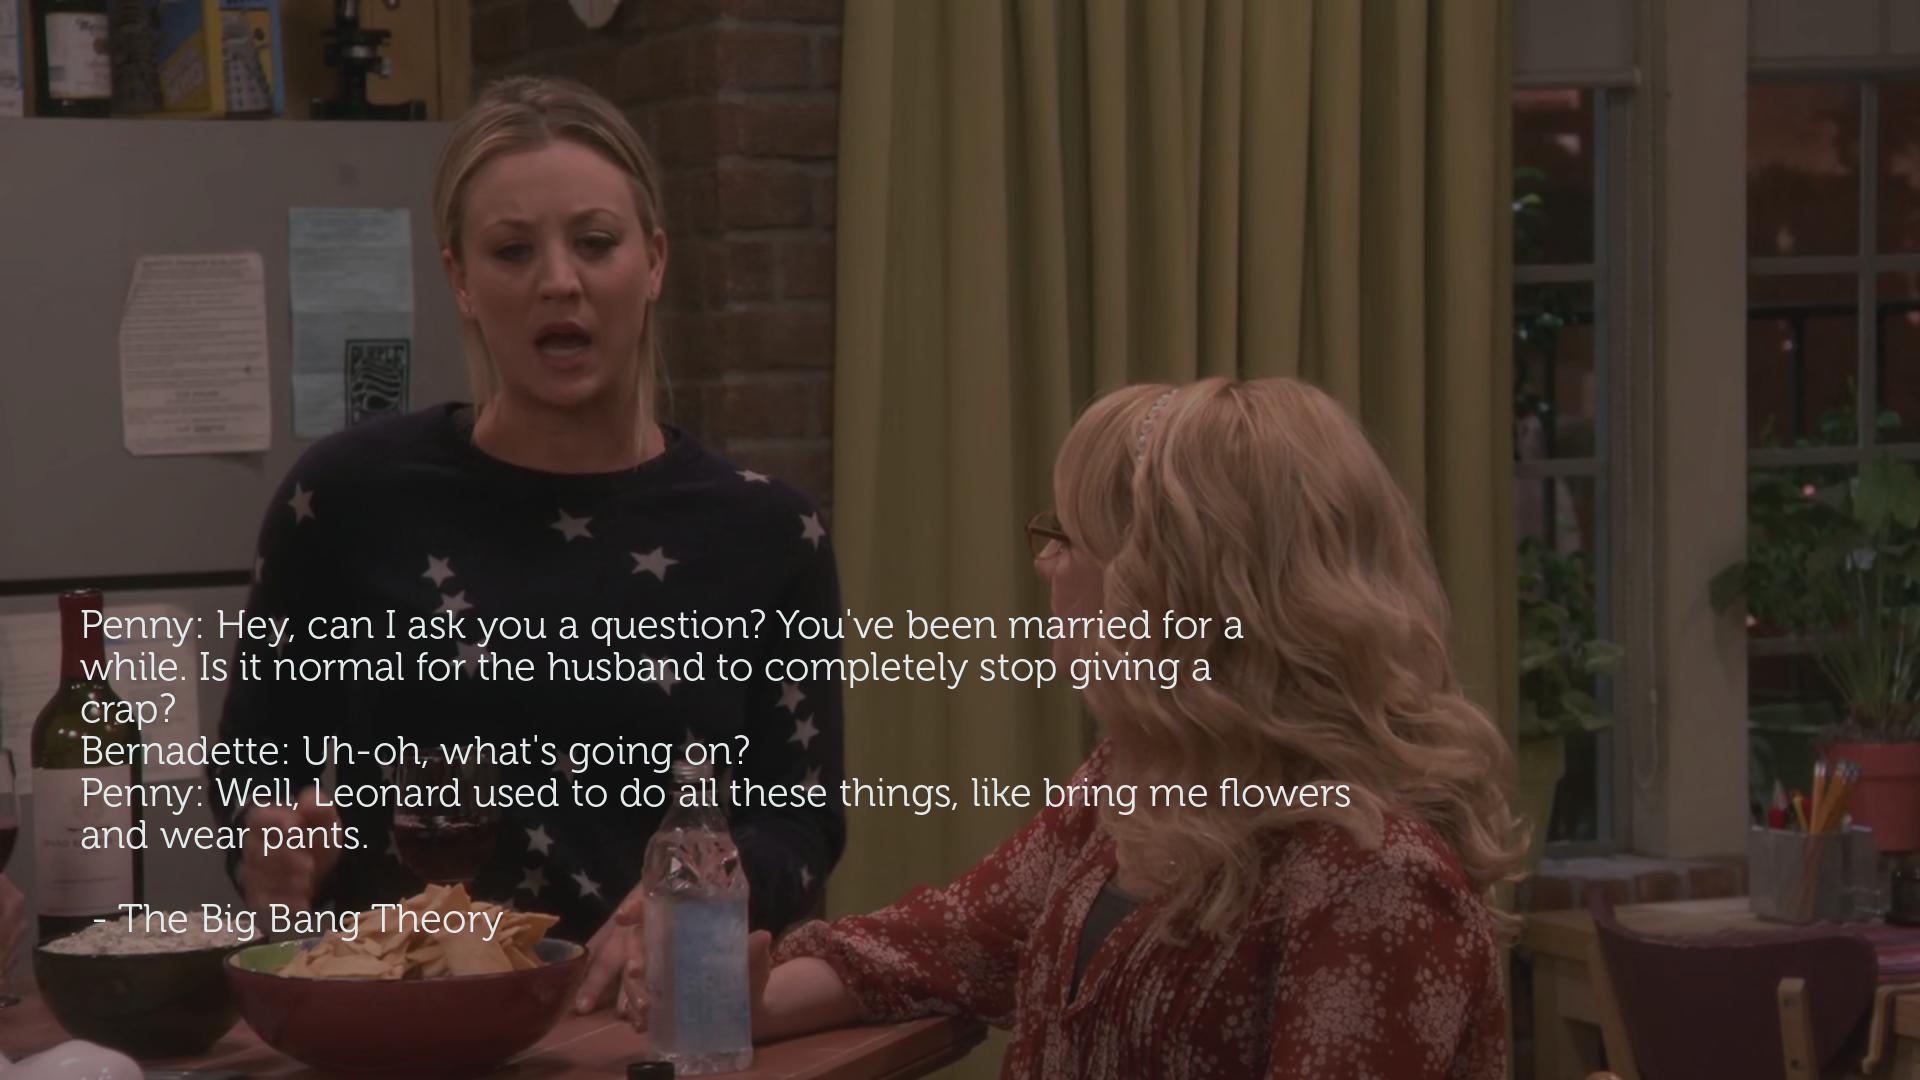 PURPLE
Penny: Hey, can I ask you a question? You've been married for a
while. Is it normal for the husband to completely stop giving a
crap?
Bernadette: Uh-oh, what's going on?
Penny: Well, Leonard used to do all these things, like bring me flowers
and wear pants.
- The Big Bang Theory